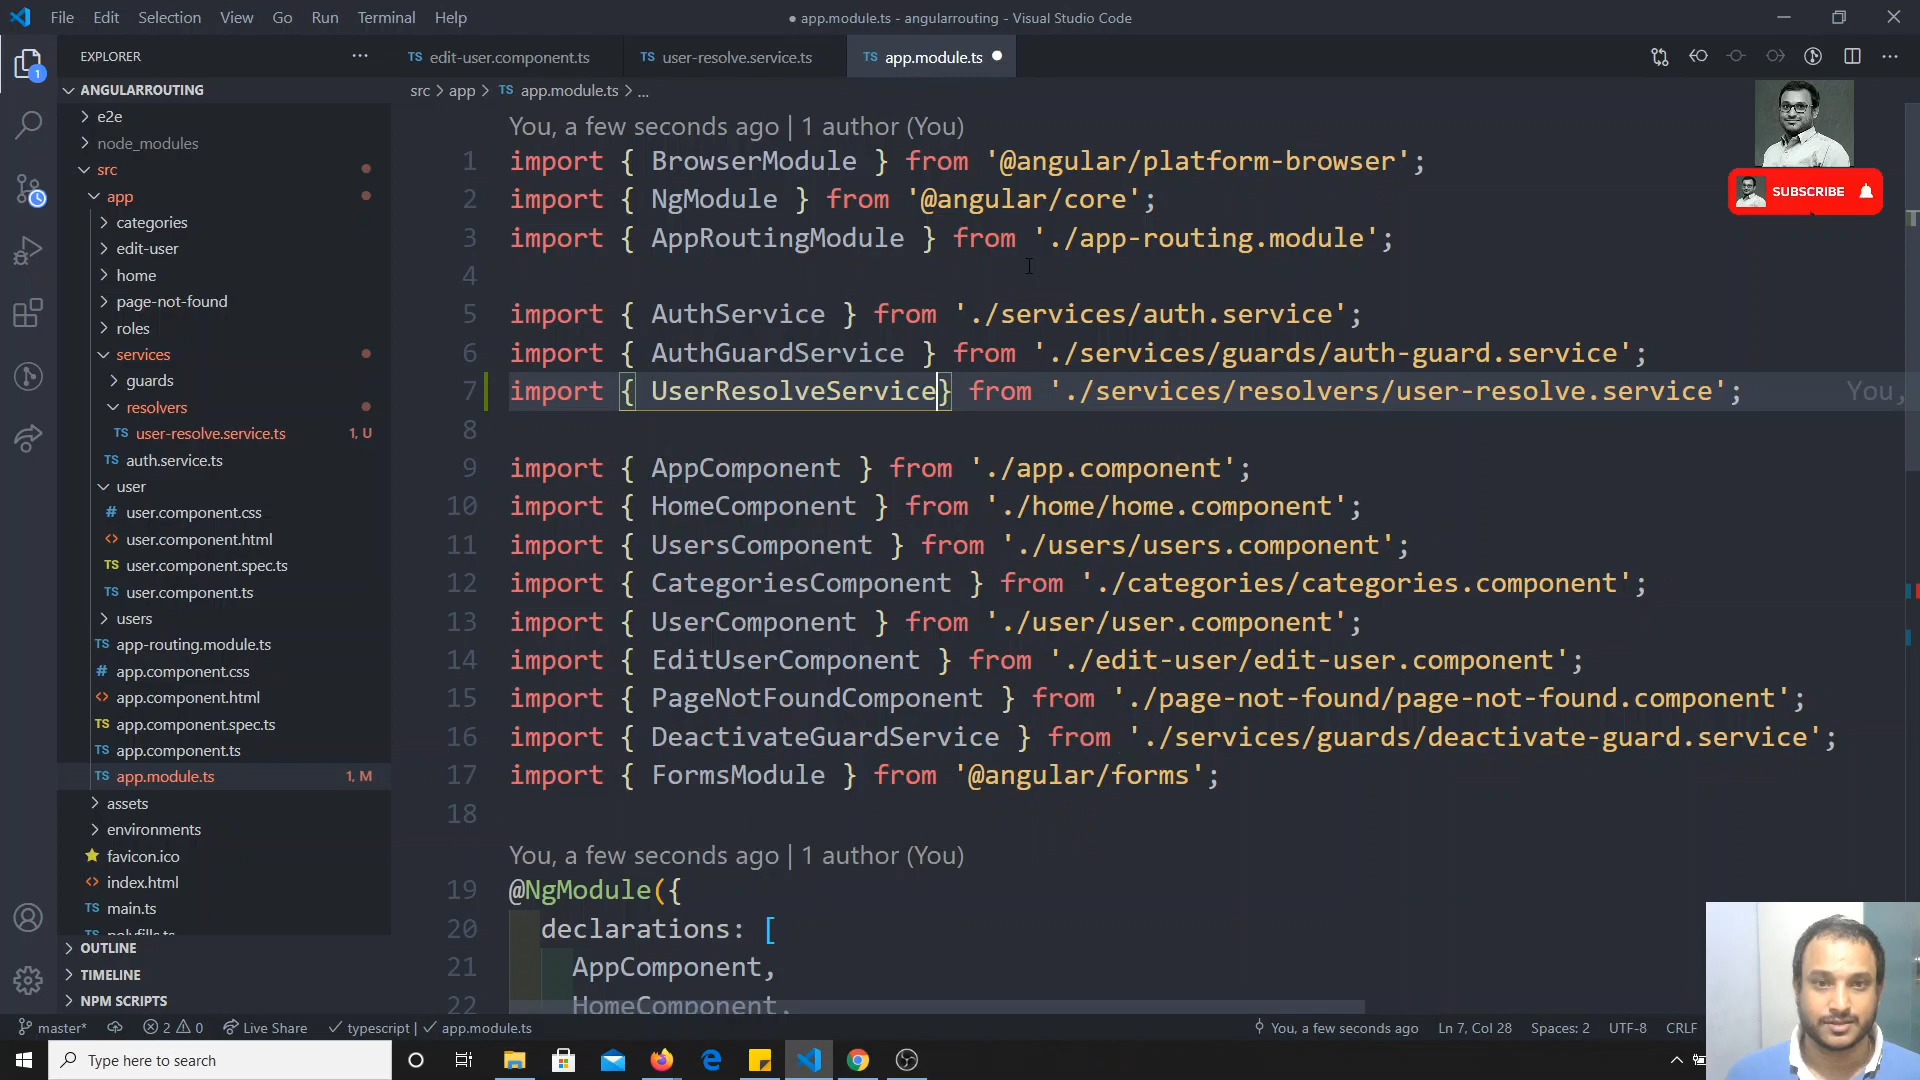 File Edit Selection View Go Run Terminal Help
● app.module.ts - angularrouting - Visual Studio Code
EXPLORER
TS edit-user.component.ts
TS user-resolve.service.ts
TS app.module.ts
src > app > TS app.module.ts > ...
ANGULARROUTING
e2e
node_modules
src
app
categories
edit-user
home
page-not-found
roles
services
guards
resolvers
TS user-resolve.service.ts 1, U
TS auth.service.ts
user
# user.component.css
<> user.component.html
TS user.component.spec.ts
TS user.component.ts
users
TS app-routing.module.ts
# app.component.css
<> app.component.html
TS app.component.spec.ts
TS app.component.ts
TS app.module.ts 1, M
assets
environments
favicon.ico
<> index.html
TS main.ts
TS polyfills.ts
OUTLINE
TIMELINE
NPM SCRIPTS
1
You, a few seconds ago | 1 author (You)
1 import { BrowserModule } from '@angular/platform-browser';
2 import { NgModule } from '@angular/core';
3 import { AppRoutingModule } from './app-routing.module';
4
5 import { AuthService } from './services/auth.service';
6 import { AuthGuardService } from './services/guards/auth-guard.service';
7 import { UserResolveService} from './services/resolvers/user-resolve.service'; You,
8
9 import { AppComponent } from './app.component';
10 import { HomeComponent } from './home/home.component';
11 import { UsersComponent } from './users/users.component';
12 import { CategoriesComponent } from './categories/categories.component';
13 import { UserComponent } from './user/user.component';
14 import { EditUserComponent } from './edit-user/edit-user.component';
15 import { PageNotFoundComponent } from './page-not-found/page-not-found.component';
16 import { DeactivateGuardService } from './services/guards/deactivate-guard.service';
17 import { FormsModule } from '@angular/forms';
18
You, a few seconds ago | 1 author (You)
19 @NgModule({
20 declarations: [
21 AppComponent,
22 HomeComponent,
SUBSCRIBE
master* 2 0 Live Share typescript | app.module.ts
You, a few seconds ago Ln 7, Col 28 Spaces: 2 UTF-8 CRLF
Type here to search